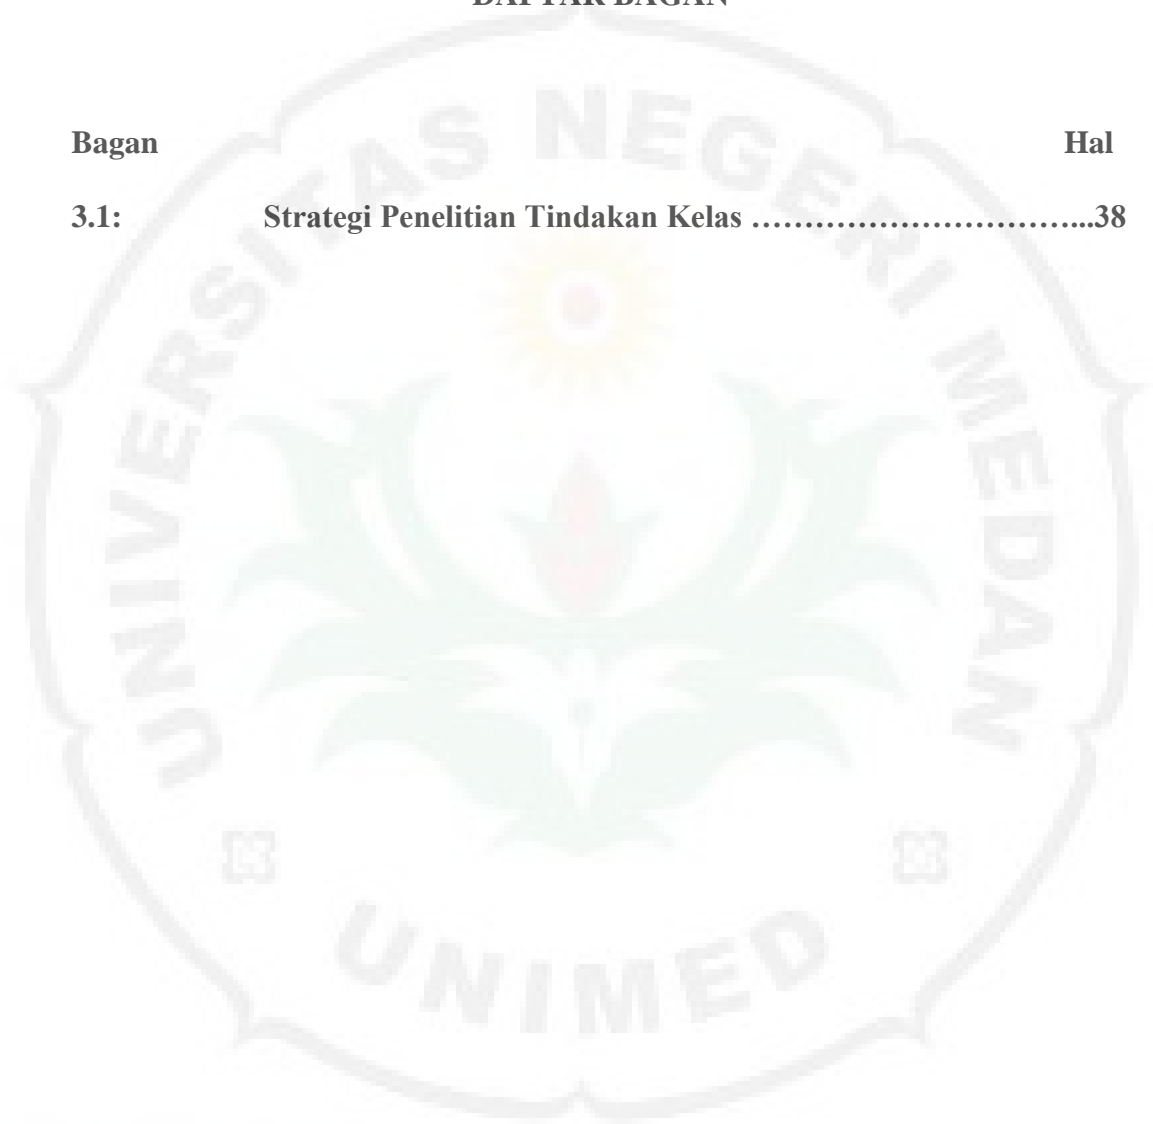 DAFTAR BAGAN
Bagan Hal
3.1: Strategi Penelitian Tindakan Kelas …………………………...38
UNIVERSITAS NEGERI MEDAN
UNIMED